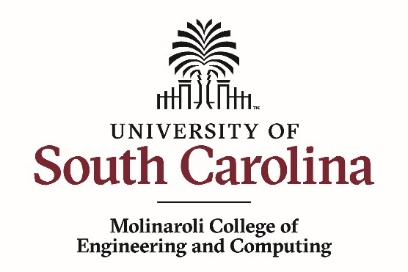 UNIVERSITY OF
South Carolina
Molinaroli College of
Engineering and Computing